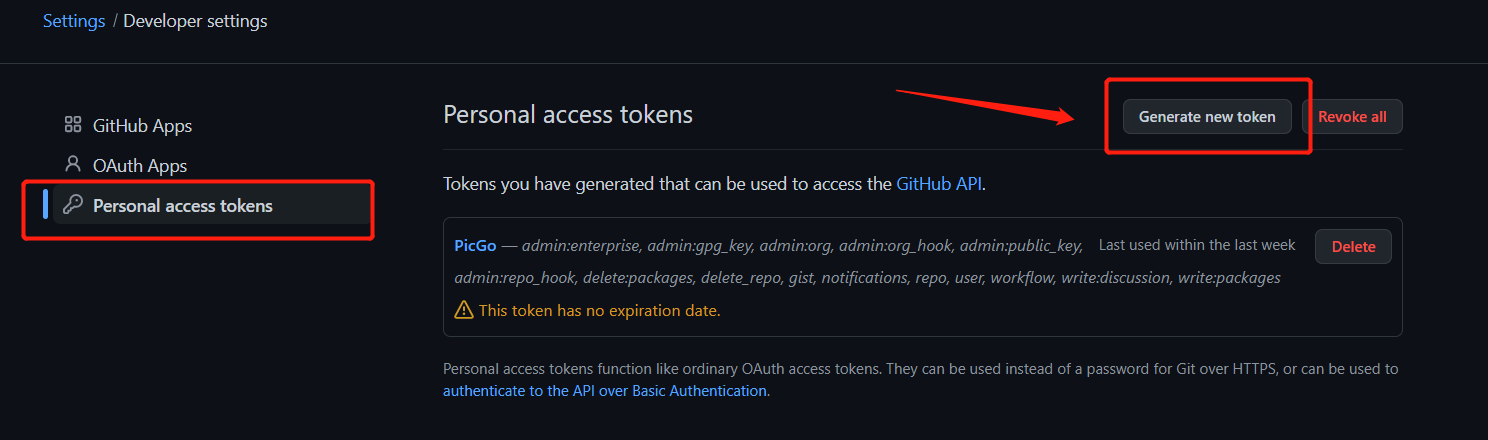 Settings / Developer settings
GitHub Apps
OAuth Apps
Personal access tokens
Personal access tokens
Generate new token
Revoke all
Tokens you have generated that can be used to access the GitHub API.
PicGo — admin:enterprise, admin:gpg_key, admin:org, admin:org_hook, admin:public_key,
Last used within the last week
Delete
admin:repo_hook, delete:packages, delete_repo, gist, notifications, repo, user, workflow, write:discussion, write:packages
This token has no expiration date.
Personal access tokens function like ordinary OAuth access tokens. They can be used instead of a password for Git over HTTPS, or can be used to
authenticate to the API over Basic Authentication.